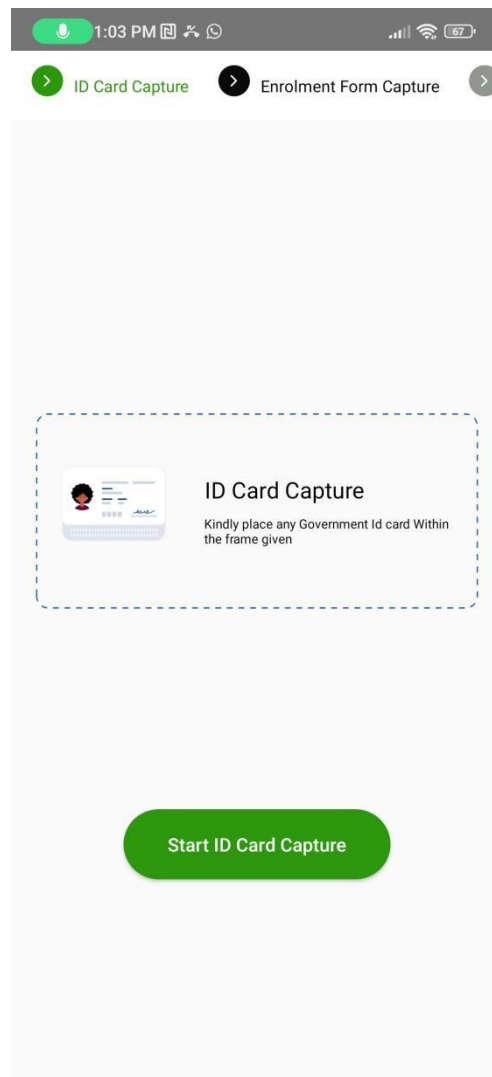 1:03 PM
67
ID Card Capture
Enrolment Form Capture
ID Card Capture
Kindly place any Government Id card Within
the frame given
Start ID Card Capture